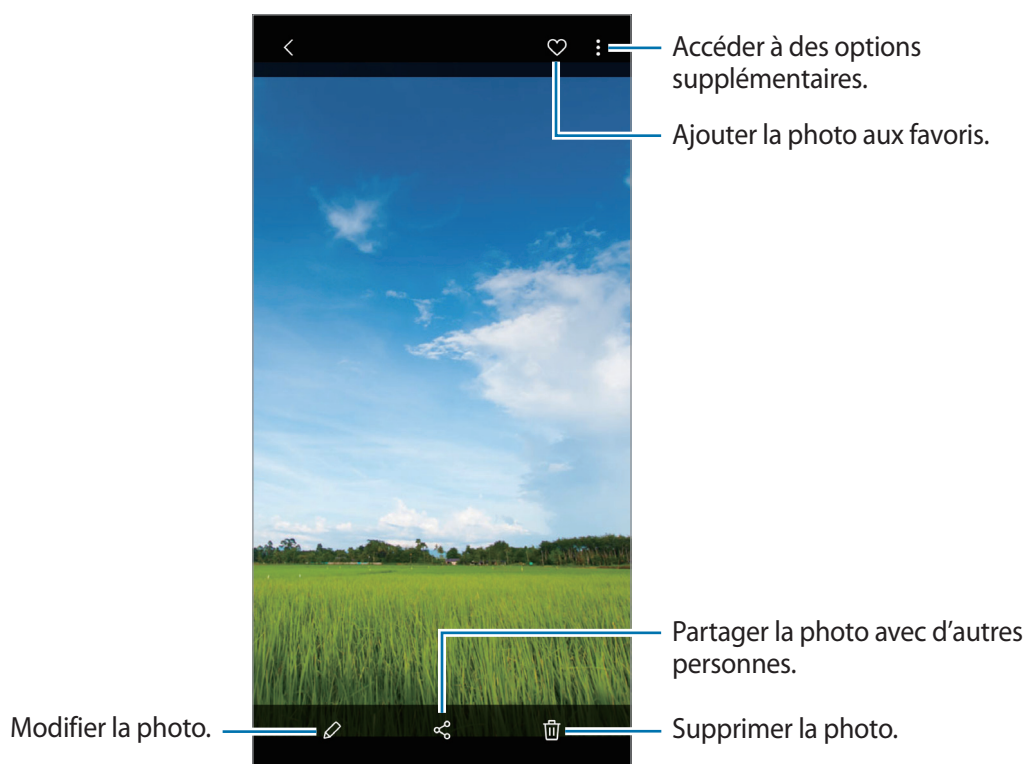 Accéder à des options
supplémentaires.
Ajouter la photo aux favoris.
Partager la photo avec d’autres
personnes.
Modifier la photo.
Supprimer la photo.